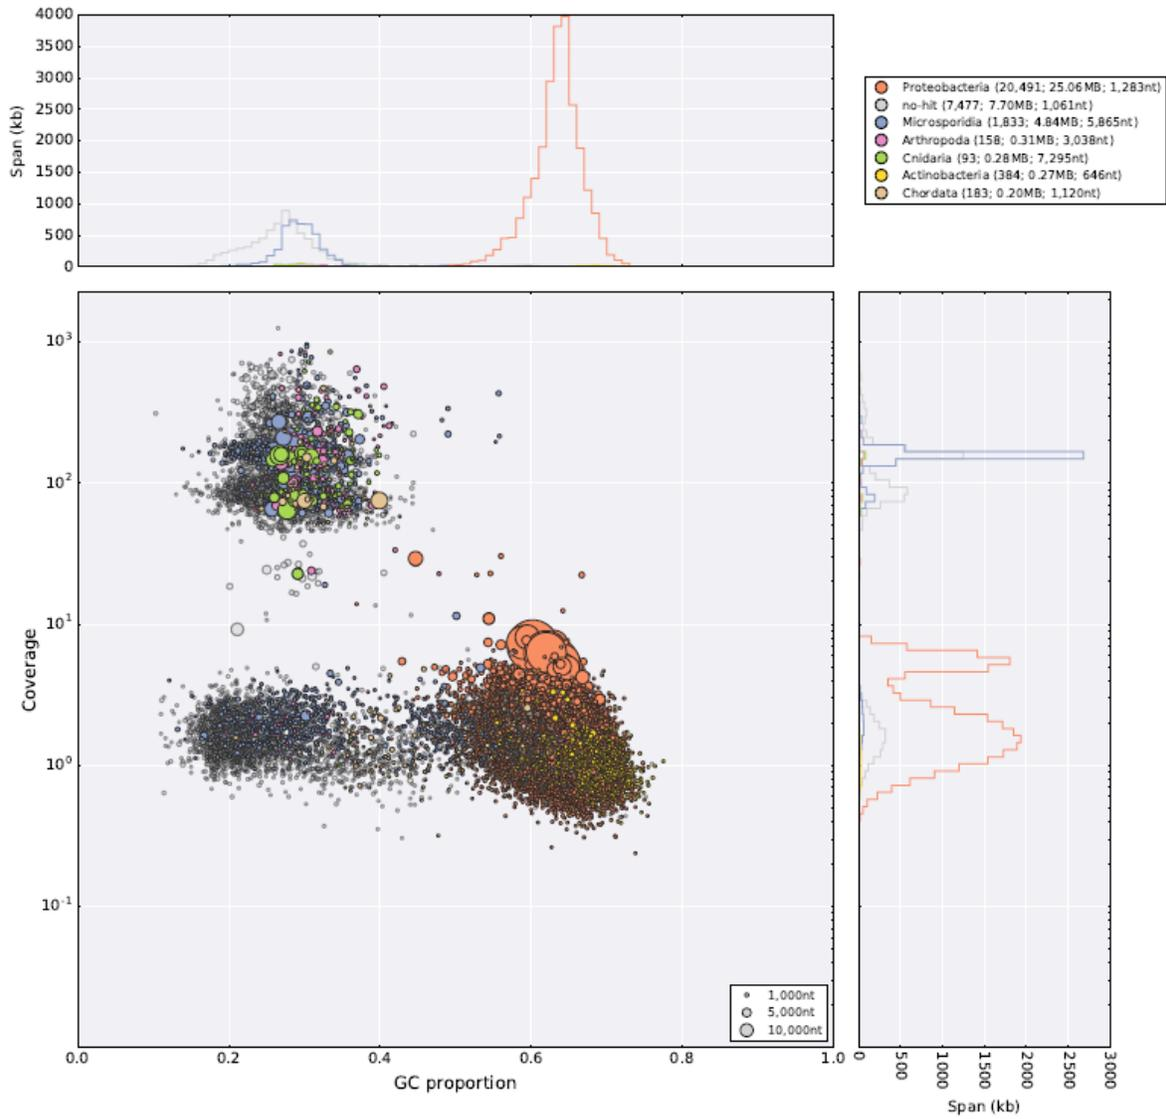 4000
3500
3000
2500
2000
1500
1000
500
0
Span (kb)
Proteobacteria (20,491; 25.06MB; 1,283nt)
no-hit (7,477; 7.70MB; 1,061nt)
Microsporidia (1,833; 4.84MB; 5,865nt)
Arthropoda (158; 0.31MB; 3,038nt)
Cnidaria (93; 0.28MB; 7,295nt)
Actinobacteria (384; 0.27MB; 646nt)
Chordata (183; 0.20MB; 1,120nt)
10³
10²
10¹
10⁰
10⁻¹
Coverage
1,000nt
5,000nt
10,000nt
0.0 0.2 0.4 0.6 0.8 1.0
GC proportion
0 500 1000 1500 2000 2500 3000
Span (kb)